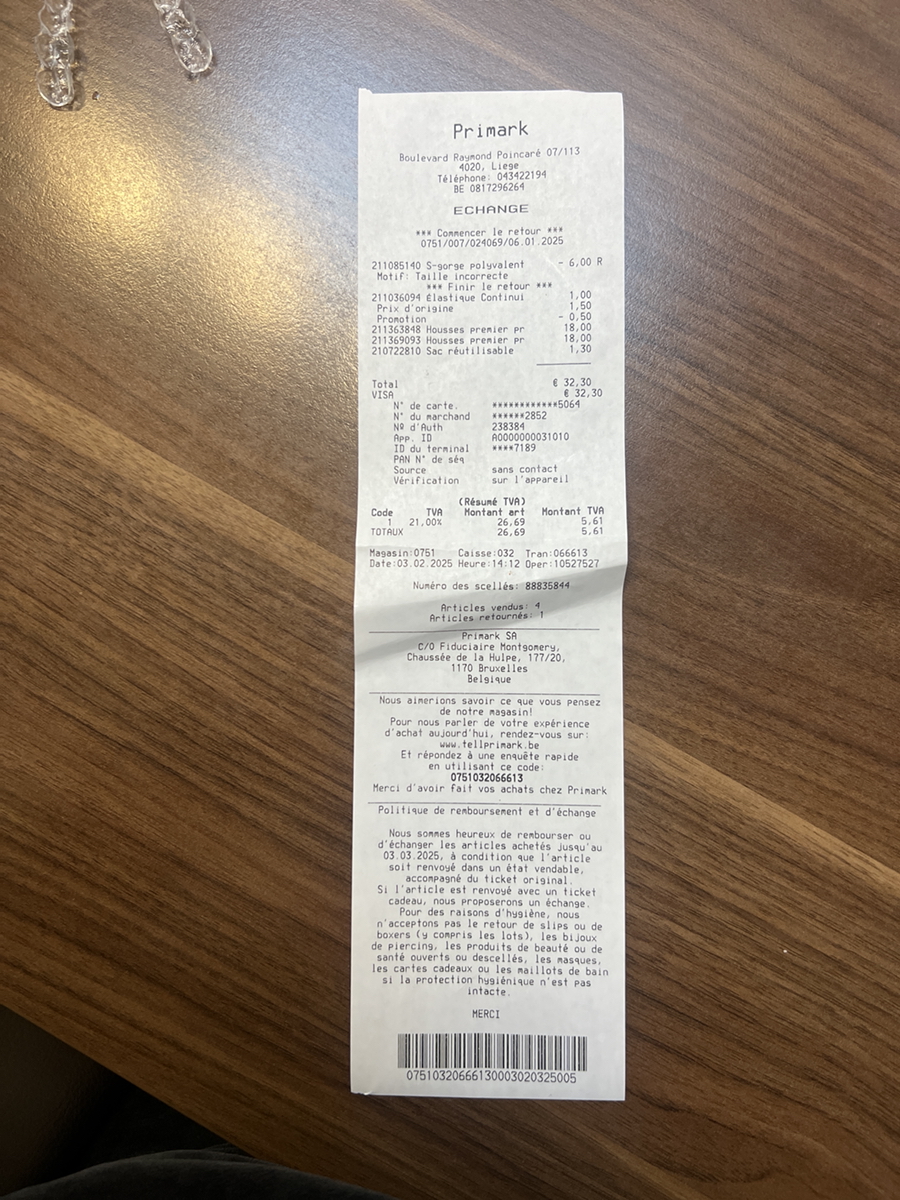 Primark
Boulevard Raymond Poincaré 07/113
4020, Liege
Téléphone: 043422194
BE 0817296264
ECHANGE
*** Commencer le retour ***
0751/007/024069/06.01.2025
211085140 S-gorge polyvalent - 6,00 R
Motif: Taille incorrecte
*** Finir le retour ***
211036094 Élastique Continui 1,00
Prix d'origine 1,50
Promotion - 0,50
211363848 Housses premier pr 18,00
211369093 Housses premier pr 18,00
210722810 Sac réutilisable 1,30
Total € 32,30
VISA € 32,30
N° de carte. ************5064
N° du marchand ******2852
Nº d'Auth 238384
App. ID A0000000031010
ID du terminal ****7189
PAN N° de séq
Source sans contact
Vérification sur l'appareil
(Résumé TVA)
Code TVA Montant art Montant TVA
1 21,00% 26,69 5,61
TOTAUX 26,69 5,61
Magasin:0751 Caisse:032 Tran:066613
Date:03.02.2025 Heure:14:12 Oper:10527527
Numéro des scellés: 88835844
Articles vendus: 4
Articles retournés: 1
Primark SA
C/O Fiduciaire Montgomery,
Chaussée de la Hulpe, 177/20,
1170 Bruxelles
Belgique
Nous aimerions savoir ce que vous pensez
de notre magasin!
Pour nous parler de votre expérience
d'achat aujourd'hui, rendez-vous sur:
www.tellprimark.be
Et répondez à une enquête rapide
en utilisant ce code:
0751032066613
Merci d'avoir fait vos achats chez Primark
Politique de remboursement et d'échange
Nous sommes heureux de rembourser ou
d'échanger les articles achetés jusqu'au
03.03.2025, à condition que l'article
soit renvoyé dans un état vendable,
accompagné du ticket original.
Si l'article est renvoyé avec un ticket
cadeau, nous proposerons un échange.
Pour des raisons d'hygiène, nous
n'acceptons pas le retour de slips ou de
boxers (y compris les lots), les bijoux
de piercing, les produits de beauté ou de
santé ouverts ou descellés, les masques,
les cartes cadeaux ou les maillots de bain
si la protection hygiénique n'est pas
intacte.
MERCI
07510320666130003020325005